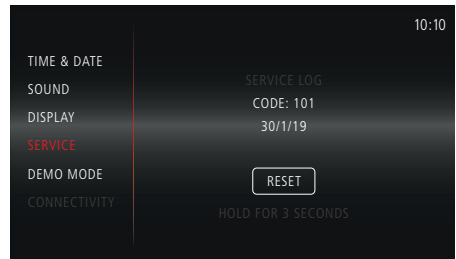 10:10
TIME & DATE
SOUND
DISPLAY
SERVICE
DEMO MODE
CONNECTIVITY
SERVICE LOG
CODE: 101
30/1/19
RESET
HOLD FOR 3 SECONDS